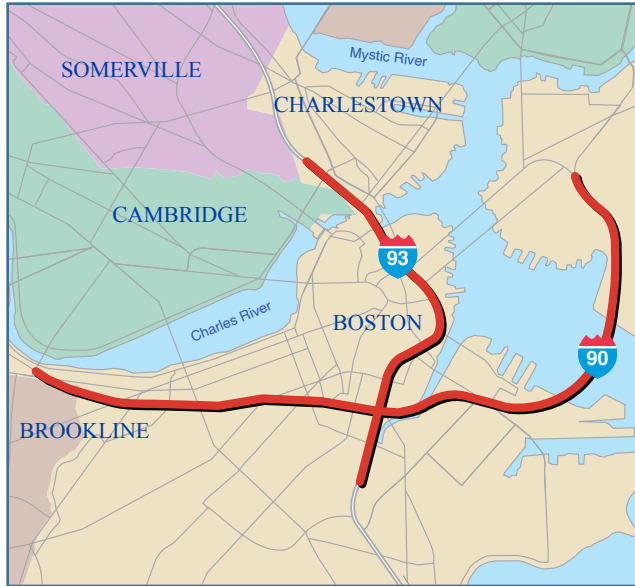 Mystic River
SOMERVILLE
CHARLESTOWN
CAMBRIDGE
93
Charles River
BOSTON
90
BROOKLINE